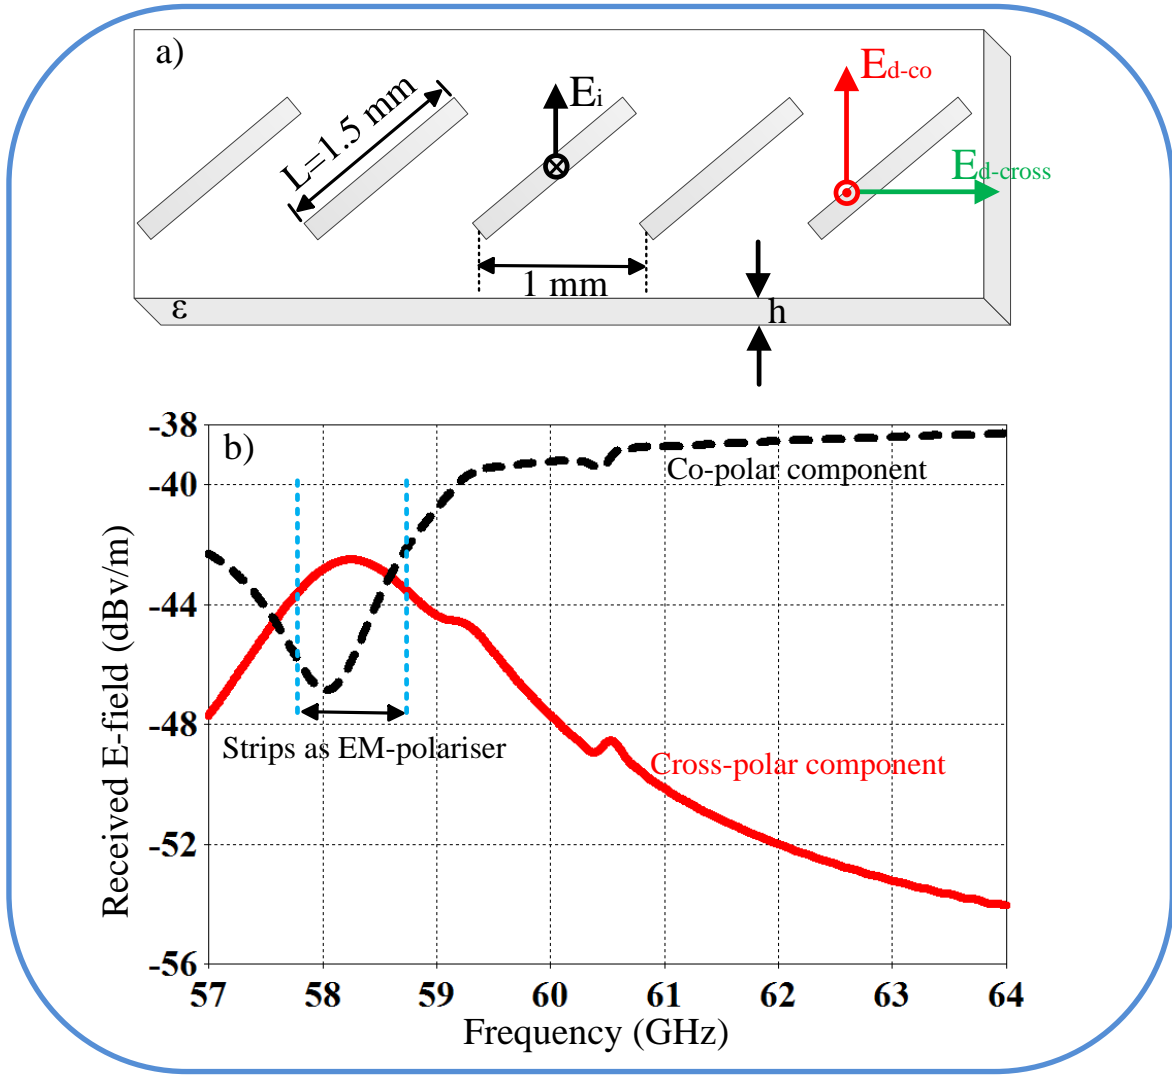 a)
L=1.5 mm
Ei
Ed-co
Ed-cross
1 mm
ε
h
b)
-38
-40
-44
-48
-52
-56
Received E-field (dBv/m)
Co-polar component
Strips as EM-polariser
Cross-polar component
57 58 59 60 61 62 63 64
Frequency (GHz)